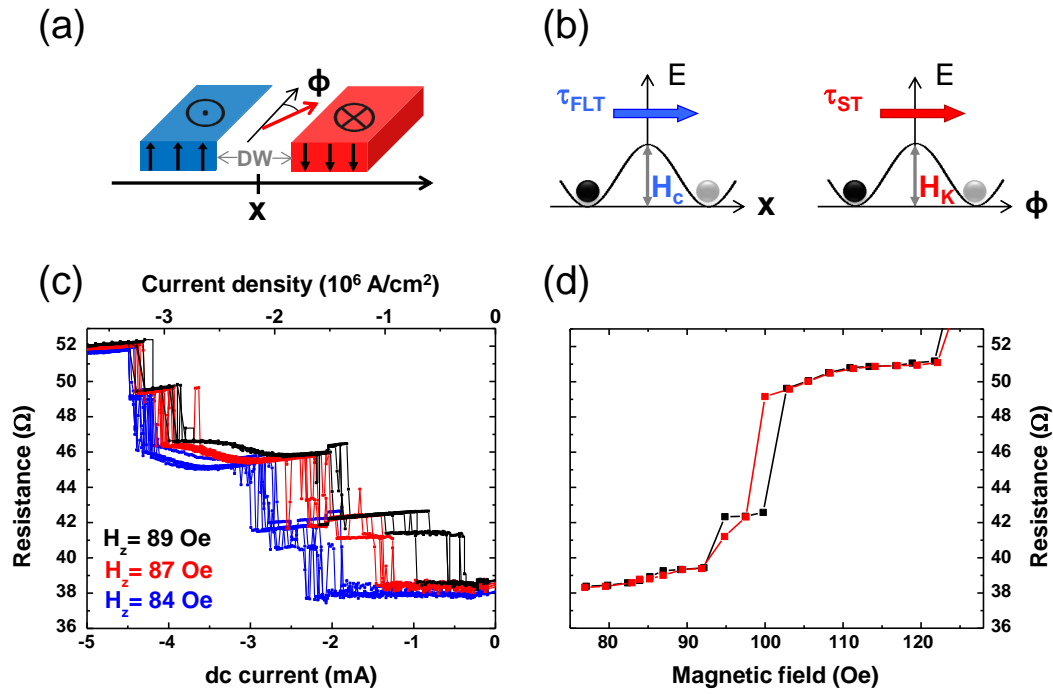 (a)
ϕ
DW
x
(b)
E
τFLT
Hc
x
E
τST
HK
ϕ
(c)
Current density (10⁶ A/cm²)
-3 -2 -1 0
52
50
48
46
44
42
40
38
36
Resistance (Ω)
Hz= 89 Oe
Hz= 87 Oe
Hz= 84 Oe
-5 -4 -3 -2 -1 0
dc current (mA)
(d)
52
50
48
46
44
42
40
38
36
Resistance (Ω)
80 90 100 110 120
Magnetic field (Oe)